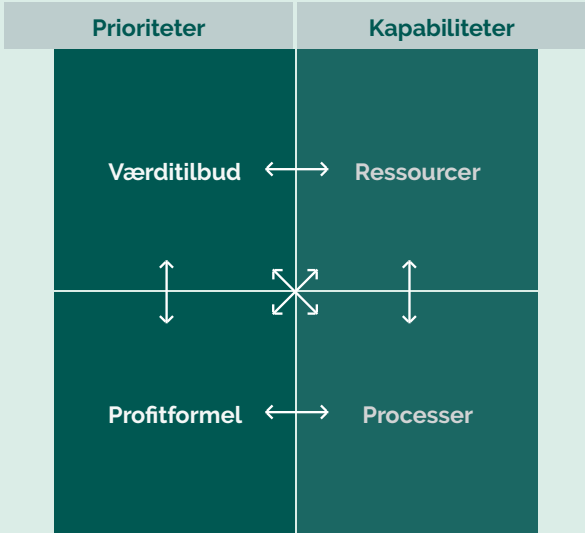 Prioriteter
Kapabiliteter
Værditilbud
Ressourcer
Profitformel
Processer